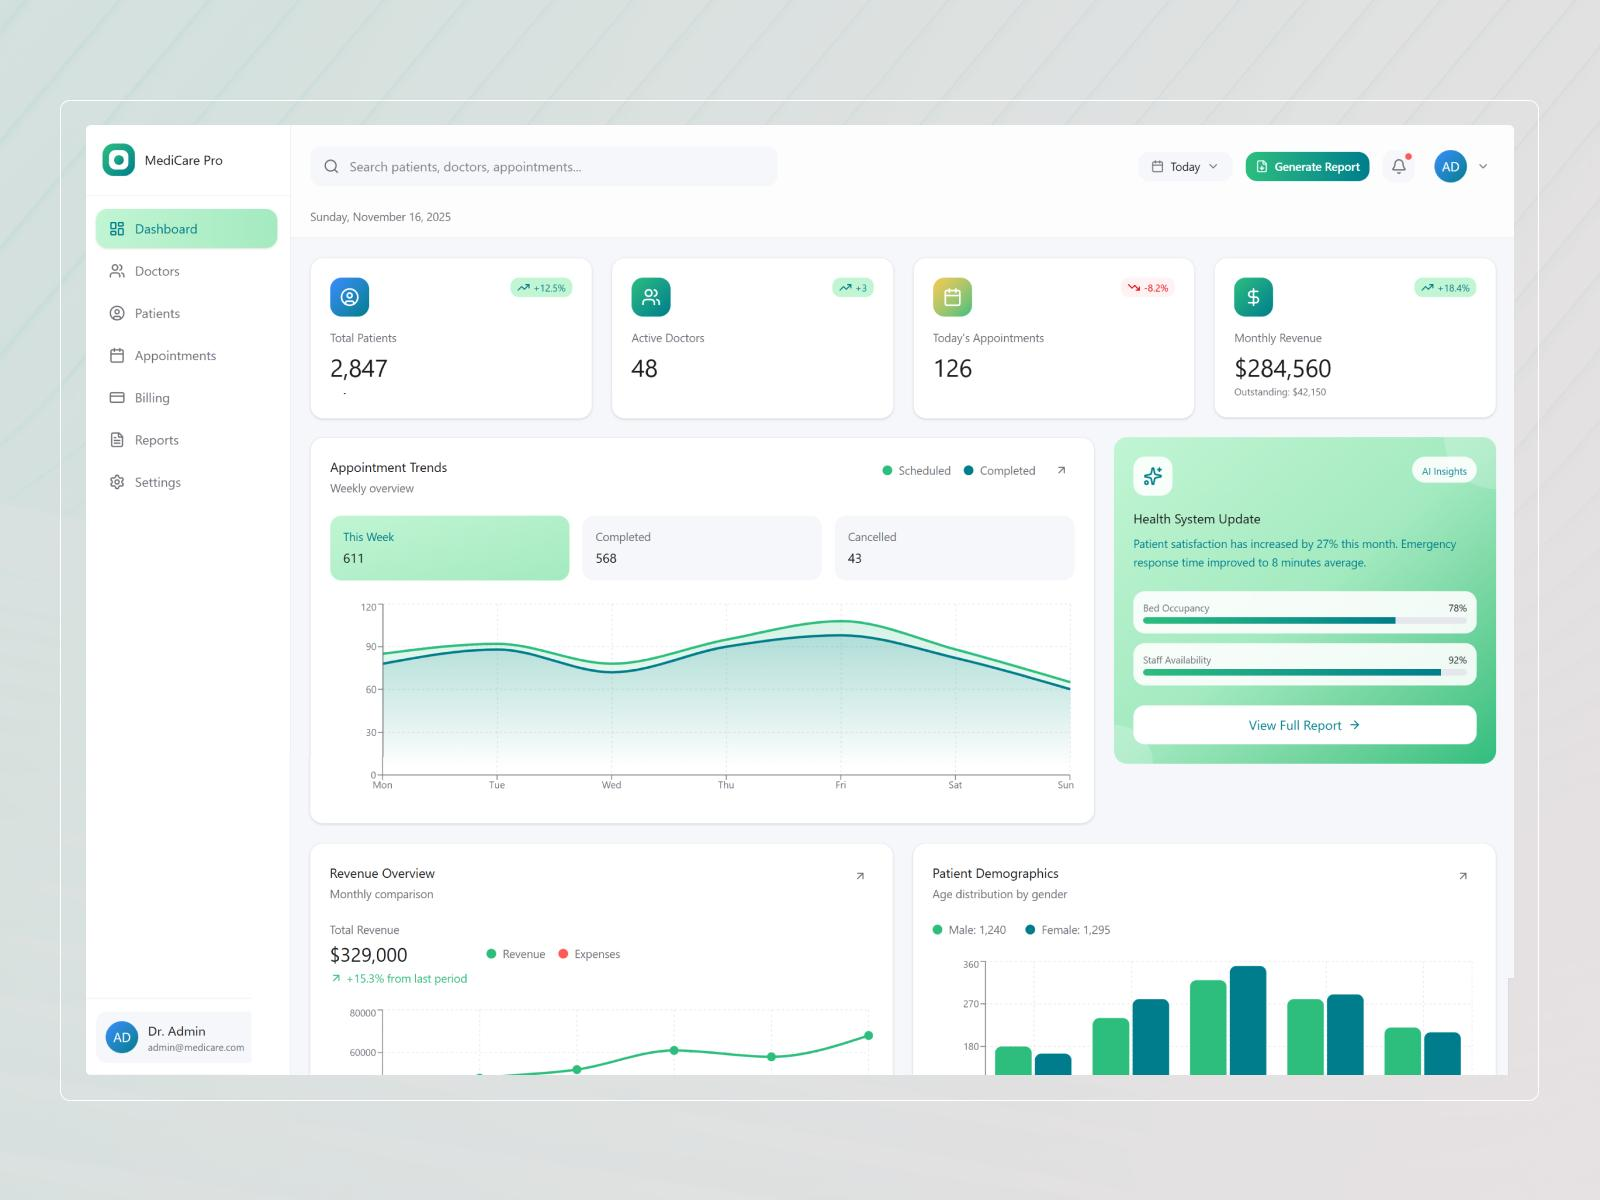 MediCare Pro
Search patients, doctors, appointments...
Today
Generate Report
AD
Sunday, November 16, 2025
Dashboard
Doctors
Patients
Appointments
Billing
Reports
Settings
+12.5%
Total Patients
2,847
+3
Active Doctors
48
-8.2%
Today's Appointments
126
+18.4%
Monthly Revenue
$284,560
Outstanding: $42,150
Appointment Trends
Weekly overview
Scheduled
Completed
This Week
611
Completed
568
Cancelled
43
120
90
60
30
0
Mon Tue Wed Thu Fri Sat Sun
AI Insights
Health System Update
Patient satisfaction has increased by 27% this month. Emergency
response time improved to 8 minutes average.
Bed Occupancy 78%
Staff Availability 92%
View Full Report
Revenue Overview
Monthly comparison
Total Revenue
$329,000
+15.3% from last period
Revenue
Expenses
80000
60000
Patient Demographics
Age distribution by gender
Male: 1,240
Female: 1,295
360
270
180
AD
Dr. Admin
admin@medicare.com